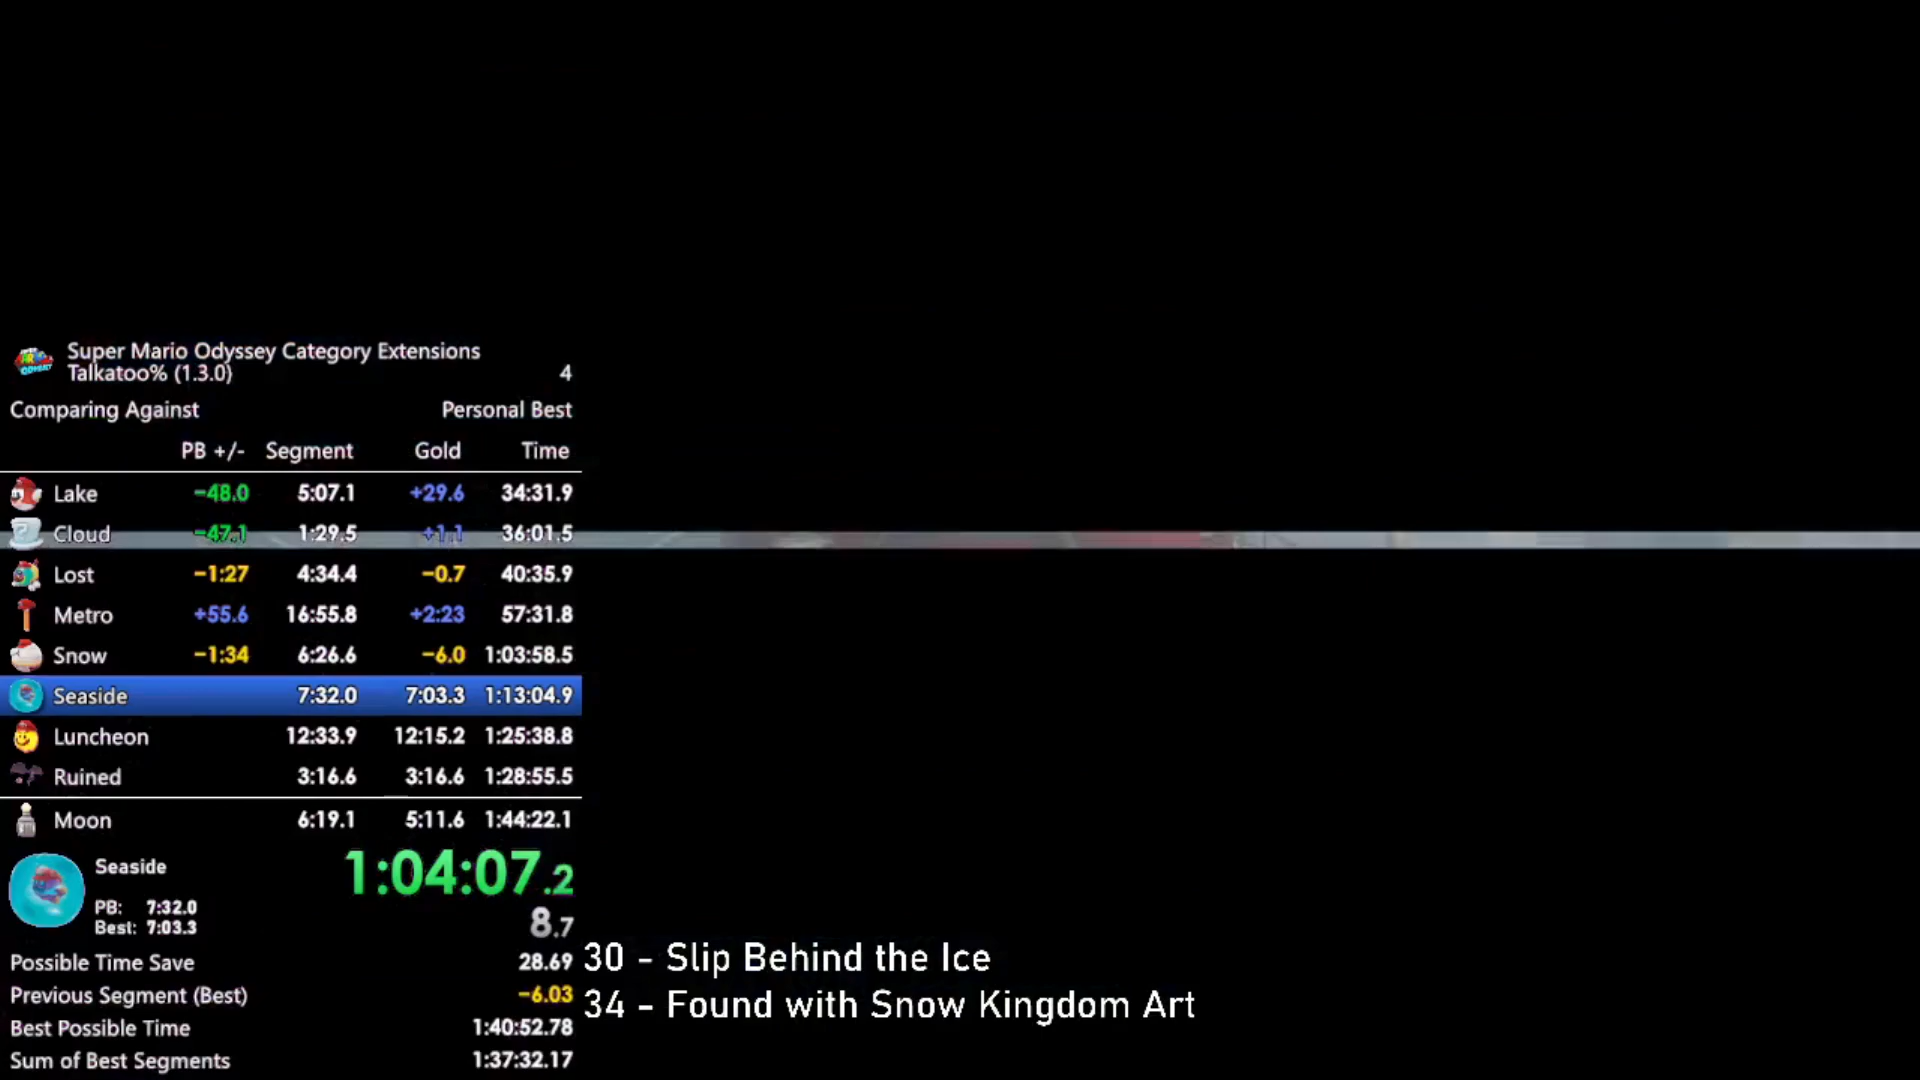 Super Mario Odyssey Category Extensions
Talkatoo% (1.3.0) 4
Comparing Against Personal Best
PB +/- Segment Gold Time
Lake −48.0 5:07.1 +29.6 34:31.9
Cloud −47.1 1:29.5 +1.1 36:01.5
Lost −1:27 4:34.4 −0.7 40:35.9
Metro +55.6 16:55.8 +2:23 57:31.8
Snow −1:34 6:26.6 −6.0 1:03:58.5
Seaside 7:32.0 7:03.3 1:13:04.9
Luncheon 12:33.9 12:15.2 1:25:38.8
Ruined 3:16.6 3:16.6 1:28:55.5
Moon 6:19.1 5:11.6 1:44:22.1
Seaside 1:04:07.2
PB: 7:32.0
Best: 7:03.3
8.7
Possible Time Save 28.69
Previous Segment (Best) −6.03
Best Possible Time 1:40:52.78
Sum of Best Segments 1:37:32.17
30 - Slip Behind the Ice
34 - Found with Snow Kingdom Art